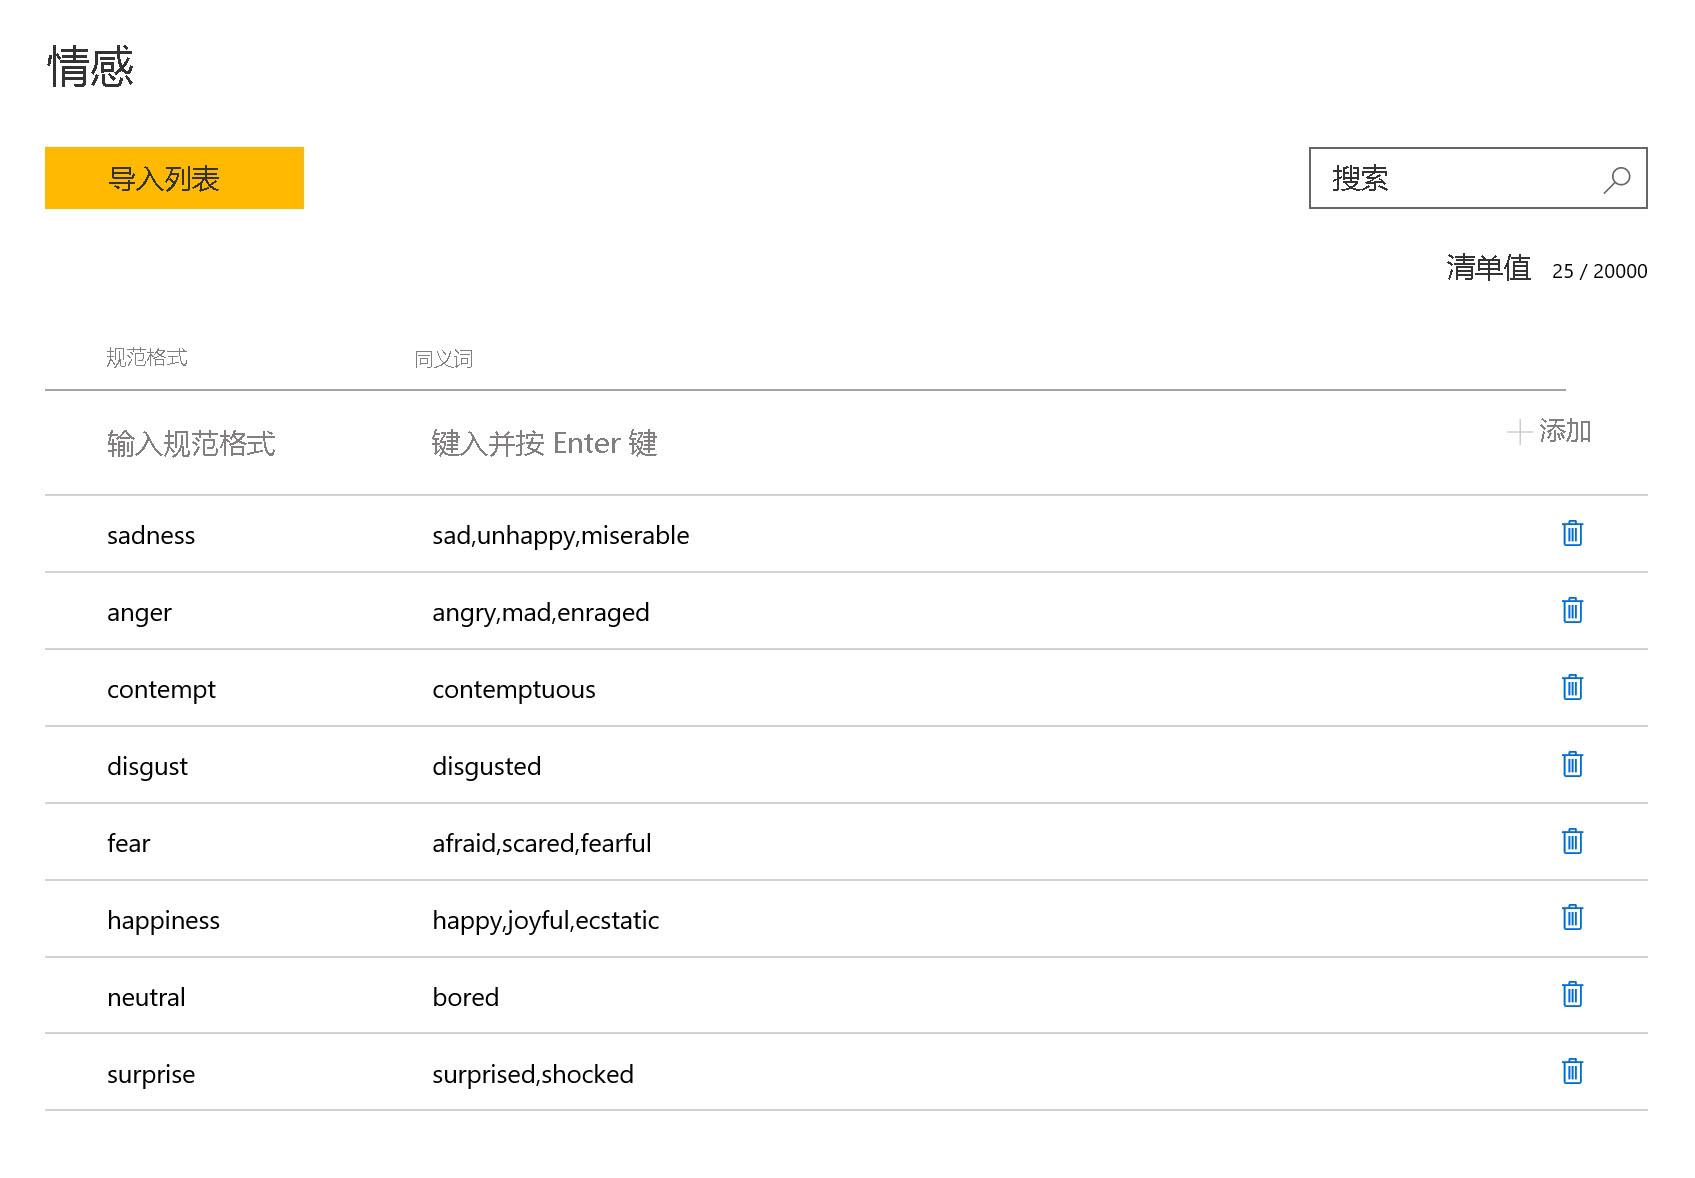 情感
导入列表
搜索
清单值 25 / 20000
规范格式 同义词
输入规范格式 键入并按 Enter 键 添加
sadness sad,unhappy,miserable
anger angry,mad,enraged
contempt contemptuous
disgust disgusted
fear afraid,scared,fearful
happiness happy,joyful,ecstatic
neutral bored
surprise surprised,shocked